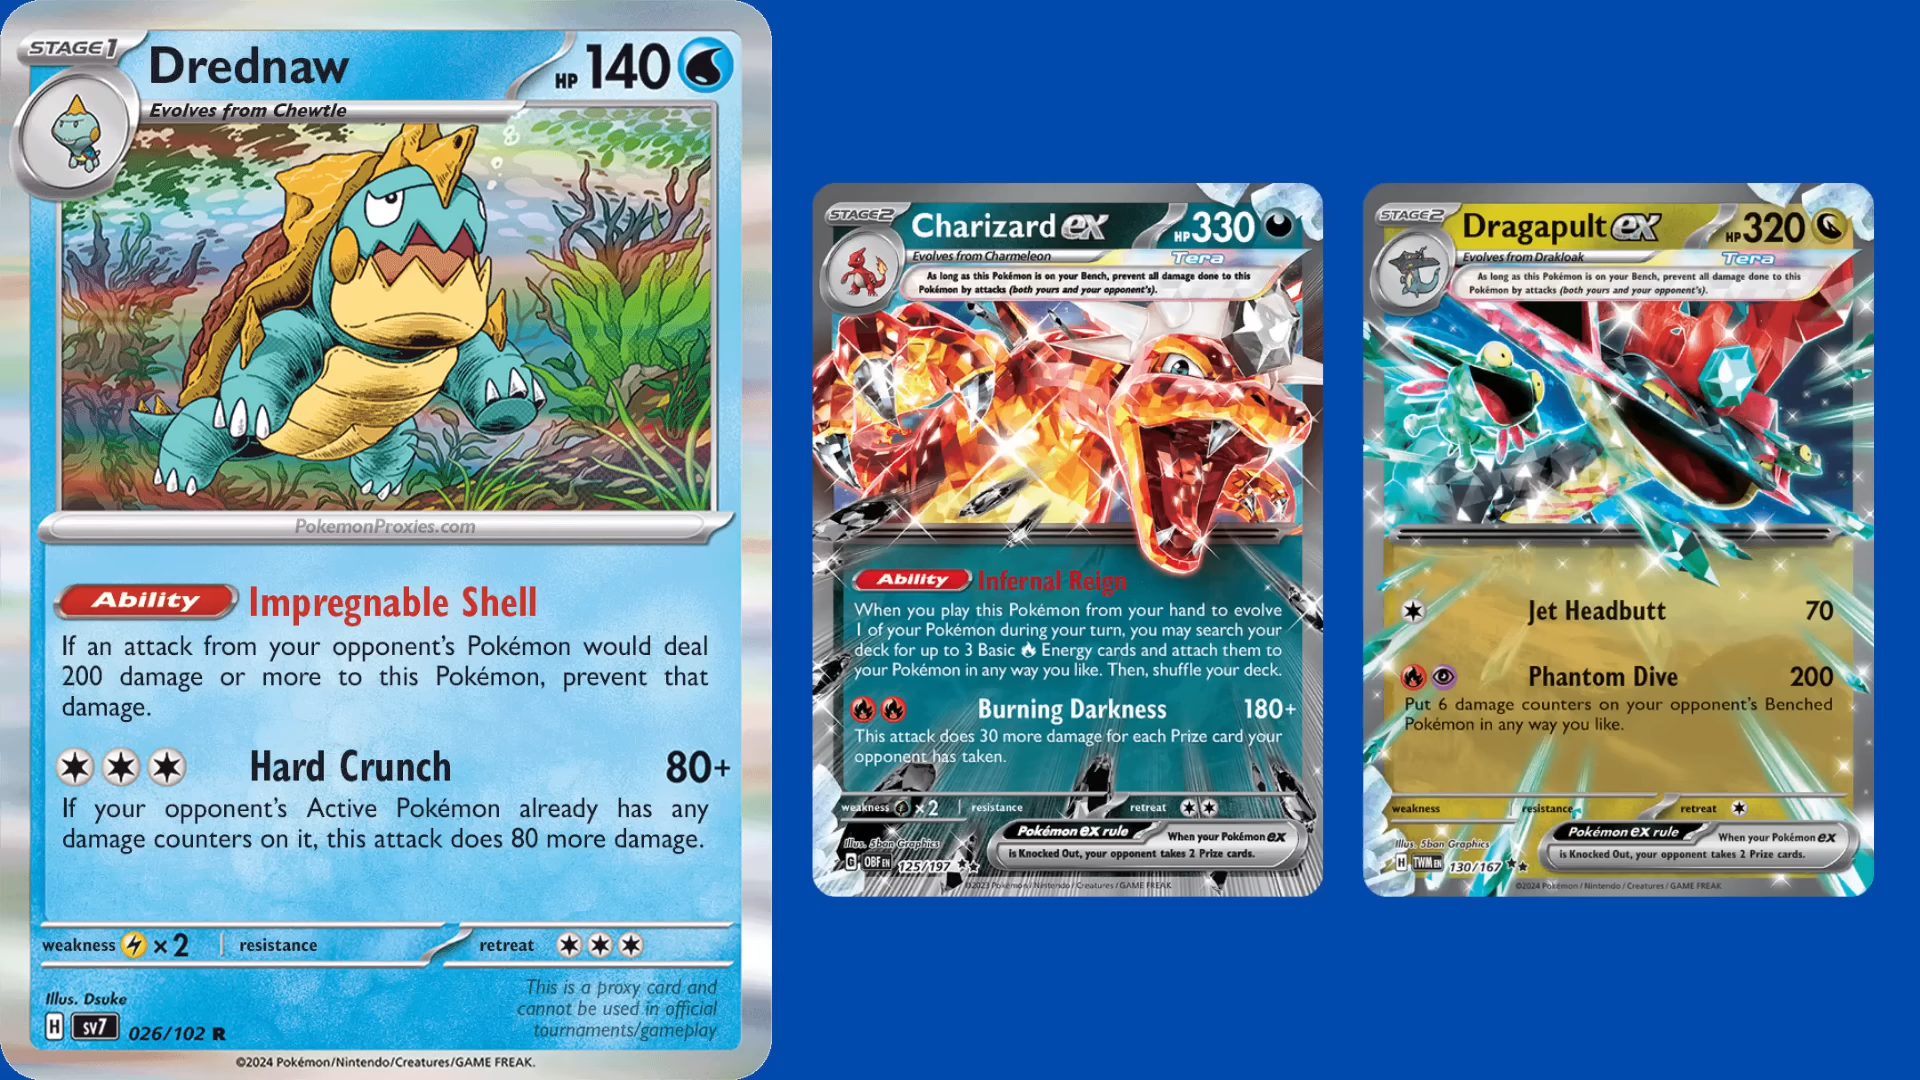 STAGE1
Drednaw
HP 140
Evolves from Chewtle
PokemonProxies.com
Ability Impregnable Shell
If an attack from your opponent's Pokémon would deal
200 damage or more to this Pokémon, prevent that
damage.
Hard Crunch 80+
If your opponent's Active Pokémon already has any
damage counters on it, this attack does 80 more damage.
weakness ×2 resistance retreat
Illus. Dsuke
H sv7 026/102 R
This is a proxy card and
cannot be used in official
tournaments/gameplay
©2024 Pokémon/Nintendo/Creatures/GAME FREAK.
STAGE2
Charizard ex
HP 330
Evolves from Charmeleon
Tera
As long as this Pokémon is on your Bench, prevent all damage done to this
Pokémon by attacks (both yours and your opponent's).
Ability Infernal Reign
When you play this Pokémon from your hand to evolve
1 of your Pokémon during your turn, you may search your
deck for up to 3 Basic Energy cards and attach them to
your Pokémon in any way you like. Then, shuffle your deck.
Burning Darkness 180+
This attack does 30 more damage for each Prize card your
opponent has taken.
weakness ×2 resistance retreat
Pokémon ex rule When your Pokémon ex
is Knocked Out, your opponent takes 2 Prize cards.
Illus. 5ban Graphics
G OBF EN 125/197
©2023 Pokémon / Nintendo / Creatures / GAME FREAK
STAGE2
Dragapult ex
HP 320
Evolves from Drakloak
Tera
As long as this Pokémon is on your Bench, prevent all damage done to this
Pokémon by attacks (both yours and your opponent's).
Jet Headbutt 70
Phantom Dive 200
Put 6 damage counters on your opponent's Benched
Pokémon in any way you like.
weakness resistance retreat
Pokémon ex rule When your Pokémon ex
is Knocked Out, your opponent takes 2 Prize cards.
Illus. 5ban Graphics
H TWM EN 130/167
©2024 Pokémon / Nintendo / Creatures / GAME FREAK